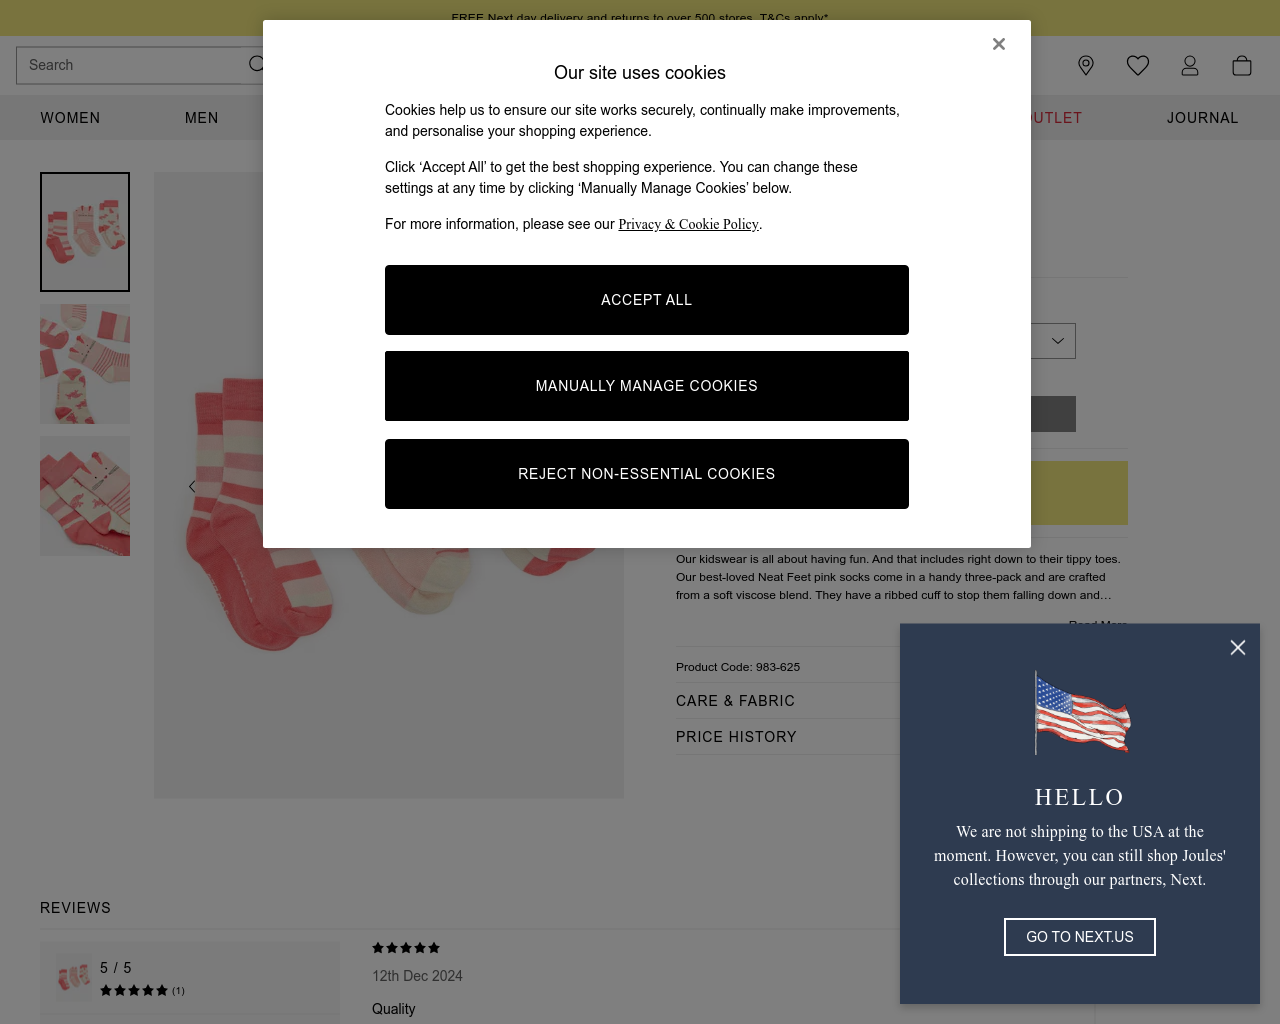 FREE Next day delivery and returns to over 500 stores. T&Cs apply*
Search
WOMEN
MEN
OUTLET
JOURNAL
Our site uses cookies
Cookies help us to ensure our site works securely, continually make improvements,
and personalise your shopping experience.
Click ‘Accept All’ to get the best shopping experience. You can change these
settings at any time by clicking ‘Manually Manage Cookies’ below.
For more information, please see our Privacy & Cookie Policy.
ACCEPT ALL
MANUALLY MANAGE COOKIES
REJECT NON-ESSENTIAL COOKIES
Our kidswear is all about having fun. And that includes right down to their tippy toes.
Our best-loved Neat Feet pink socks come in a handy three-pack and are crafted
from a soft viscose blend. They have a ribbed cuff to stop them falling down and…
Read More
Product Code: 983-625
CARE & FABRIC
PRICE HISTORY
HELLO
We are not shipping to the USA at the
moment. However, you can still shop Joules'
collections through our partners, Next.
GO TO NEXT.US
REVIEWS
5 / 5
(1)
12th Dec 2024
Quality